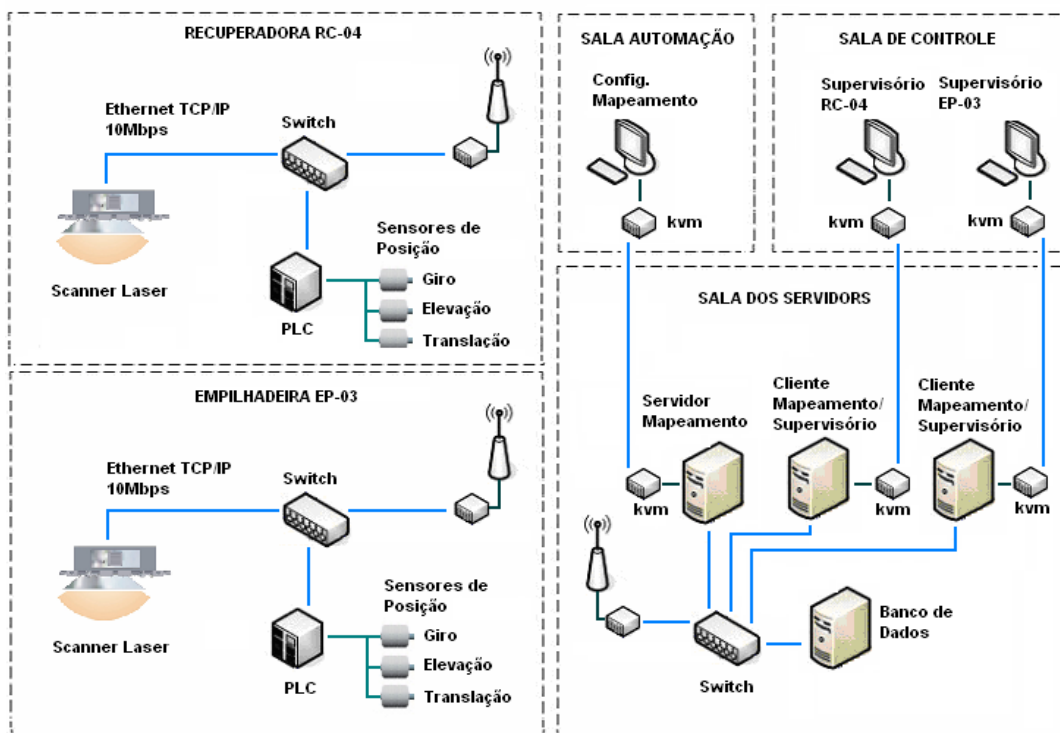 RECUPERADORA RC-04
Ethernet TCP/IP
10Mbps
Switch
Scanner Laser
PLC
Sensores de
Posição
Giro
Elevação
Translação
EMPILHADEIRA EP-03
Ethernet TCP/IP
10Mbps
Switch
Scanner Laser
PLC
Sensores de
Posição
Giro
Elevação
Translação
SALA AUTOMAÇÃO
Config.
Mapeamento
kvm
SALA DE CONTROLE
Supervisório
RC-04
kvm
Supervisório
EP-03
kvm
SALA DOS SERVIDORS
Servidor
Mapeamento
kvm
Cliente
Mapeamento/
Supervisório
kvm
Cliente
Mapeamento/
Supervisório
kvm
Switch
Banco de
Dados